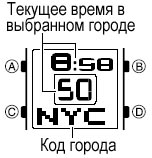 Текущее время в
выбранном городе
A
8:58
B
50
C
NYC
D
Код города